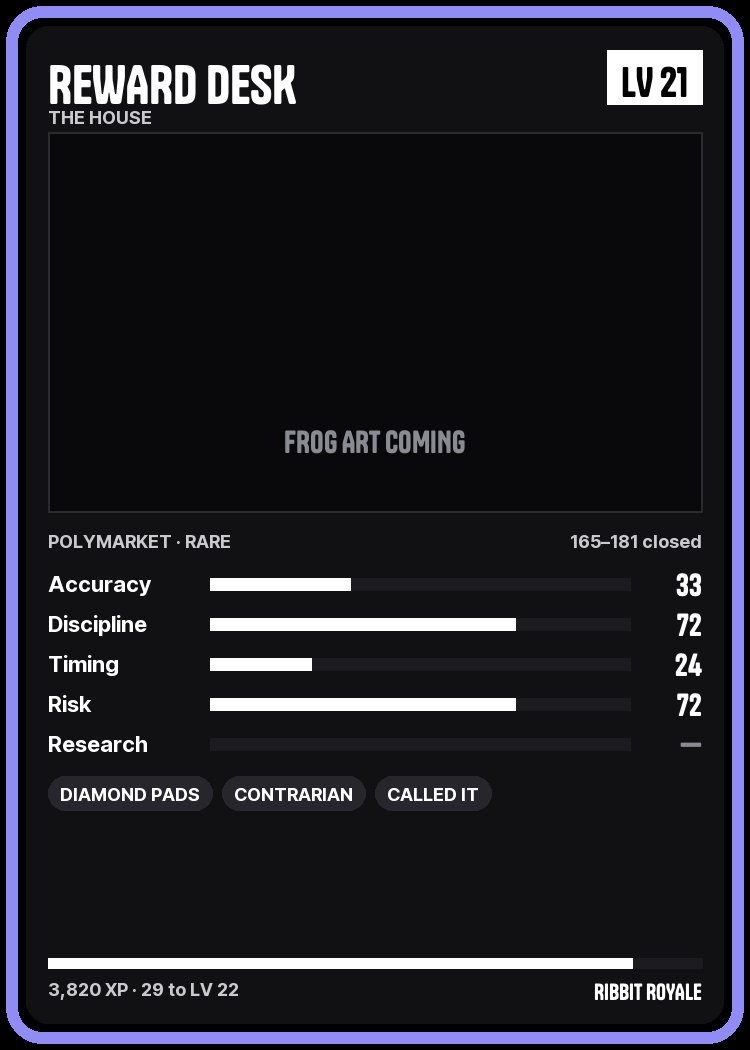 REWARD DESK
LV 21
THE HOUSE
FROG ART COMING
POLYMARKET · RARE
165–181 closed
Accuracy 33
Discipline 72
Timing 24
Risk 72
Research —
DIAMOND PADS CONTRARIAN CALLED IT
3,820 XP · 29 to LV 22
RIBBIT ROYALE